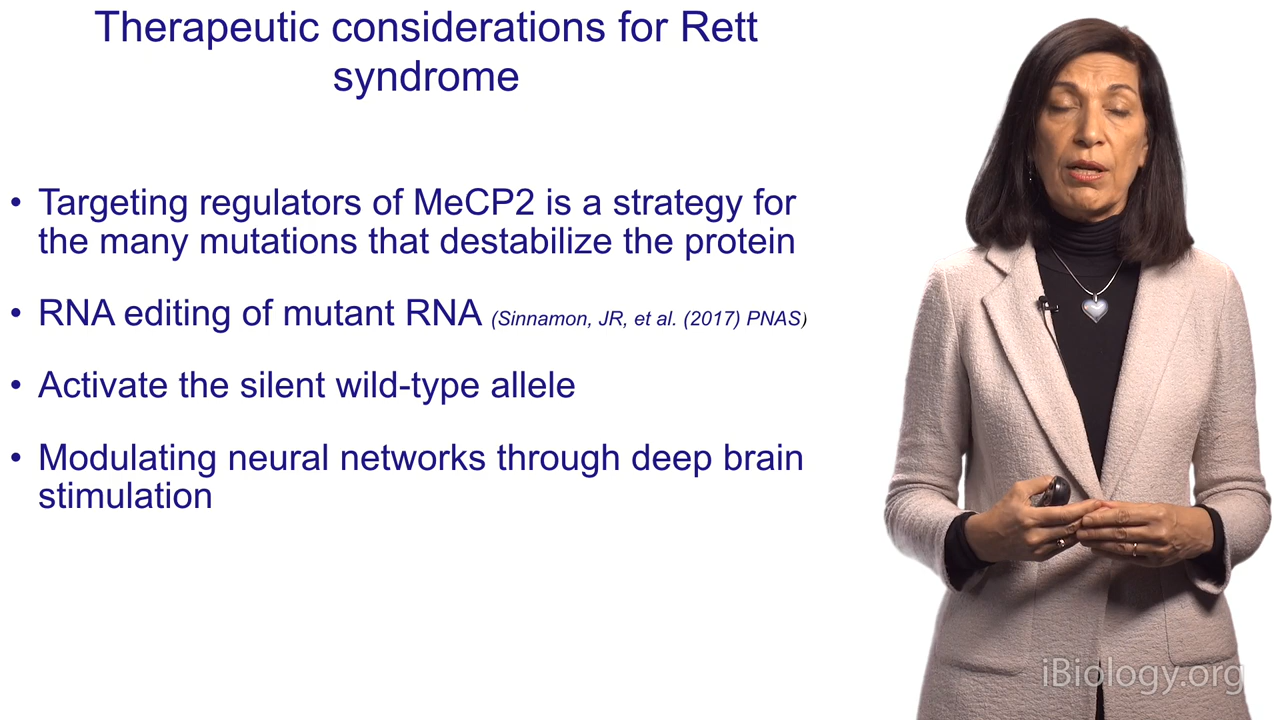 Therapeutic considerations for Rett
syndrome
• Targeting regulators of MeCP2 is a strategy for
the many mutations that destabilize the protein
• RNA editing of mutant RNA (Sinnamon, JR, et al. (2017) PNAS)
• Activate the silent wild-type allele
• Modulating neural networks through deep brain
stimulation
iBiology.org